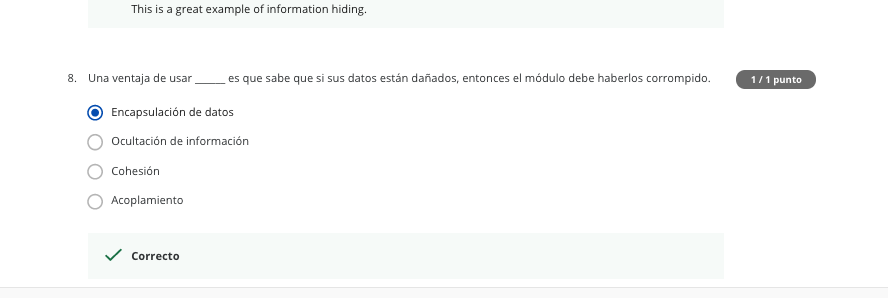 This is a great example of information hiding.
8. Una ventaja de usar _____ es que sabe que si sus datos están dañados, entonces el módulo debe haberlos corrompido.
1 / 1 punto
Encapsulación de datos
Ocultación de información
Cohesión
Acoplamiento
Correcto